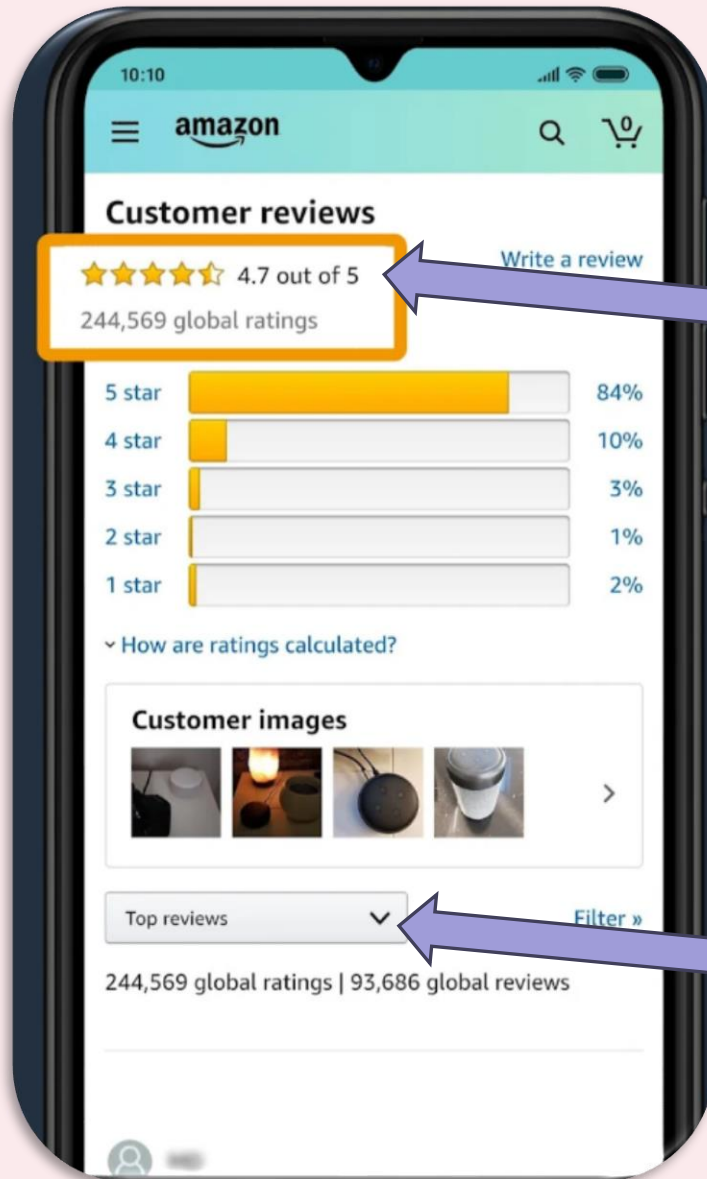 10:10
amazon
0
Customer reviews
4.7 out of 5
Write a review
244,569 global ratings
5 star 84%
4 star 10%
3 star 3%
2 star 1%
1 star 2%
How are ratings calculated?
Customer images
Top reviews
Filter »
244,569 global ratings | 93,686 global reviews